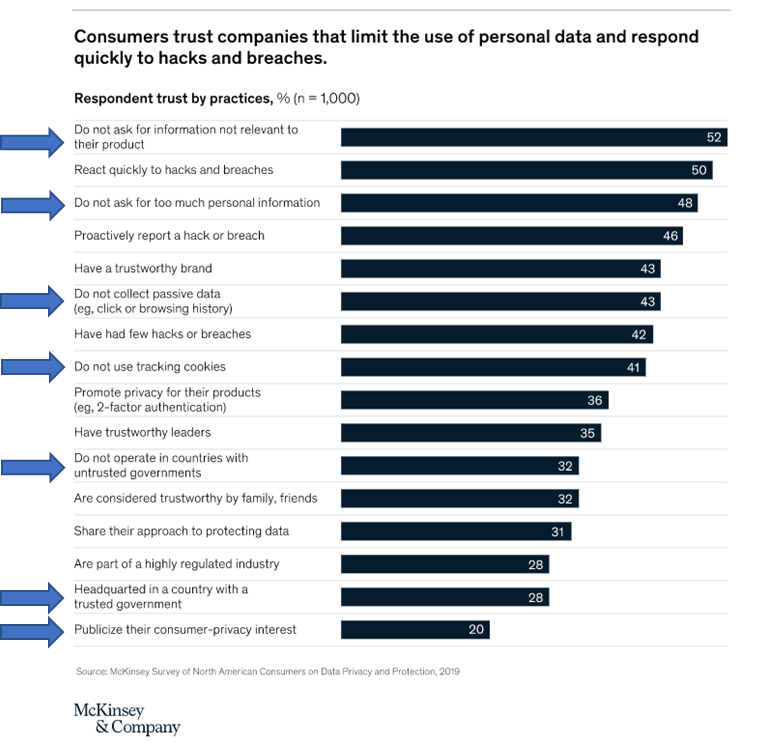 Consumers trust companies that limit the use of personal data and respond
quickly to hacks and breaches.
Respondent trust by practices, % (n = 1,000)
Do not ask for information not relevant to
their product
52
React quickly to hacks and breaches
50
Do not ask for too much personal information
48
Proactively report a hack or breach
46
Have a trustworthy brand
43
Do not collect passive data
(eg, click or browsing history)
43
Have had few hacks or breaches
42
Do not use tracking cookies
41
Promote privacy for their products
(eg, 2-factor authentication)
36
Have trustworthy leaders
35
Do not operate in countries with
untrusted governments
32
Are considered trustworthy by family, friends
32
Share their approach to protecting data
31
Are part of a highly regulated industry
28
Headquarted in a country with a
trusted government
28
Publicize their consumer-privacy interest
20
Source: McKinsey Survey of North American Consumers on Data Privacy and Protection, 2019
McKinsey
& Company